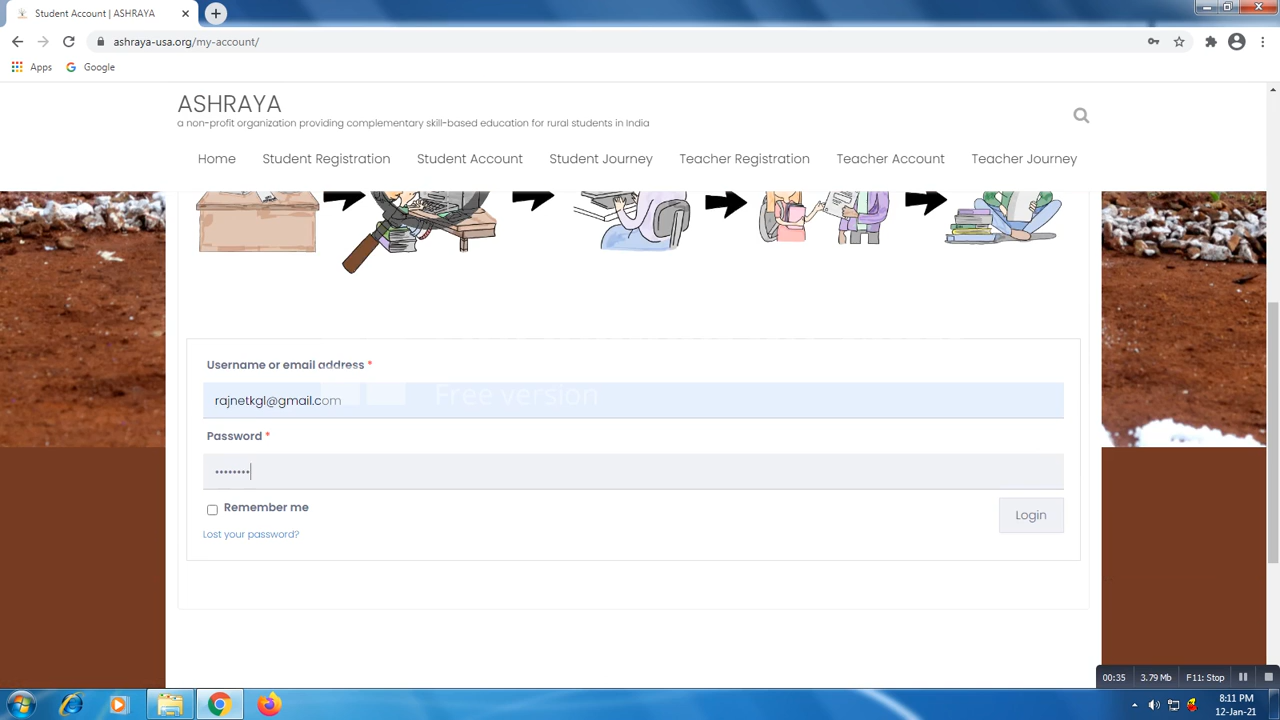 Student Account | ASHRAYA
ashraya-usa.org/my-account/
Apps
Google
ASHRAYA
a non-profit organization providing complementary skill-based education for rural students in India
Home
Student Registration
Student Account
Student Journey
Teacher Registration
Teacher Account
Teacher Journey
Username or email address *
rajnetkgl@gmail.com
Free version
Password *
••••••••
Remember me
Login
Lost your password?
00:35
3.79 Mb
F11: Stop
8:11 PM
12-Jan-21